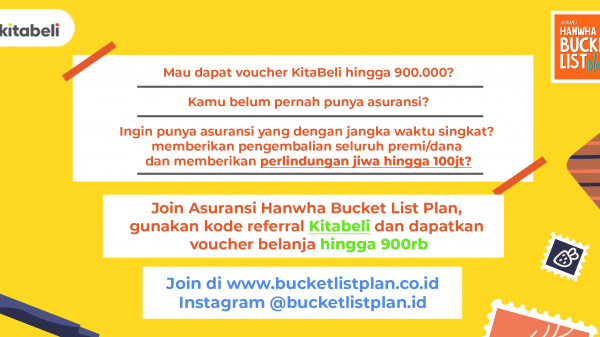 kitabeli
HANWHA
BUCKET
LIST
Mau dapat voucher KitaBeli hingga 900.000?
Kamu belum pernah punya asuransi?
Ingin punya asuransi yang dengan jangka waktu singkat?
memberikan pengembalian seluruh premi/dana
dan memberikan perlindungan jiwa hingga 100jt?
Join Asuransi Hanwha Bucket List Plan,
gunakan kode referral Kitabeli dan dapatkan
voucher belanja hingga 900rb
Join di www.bucketlistplan.co.id
Instagram @bucketlistplan.id